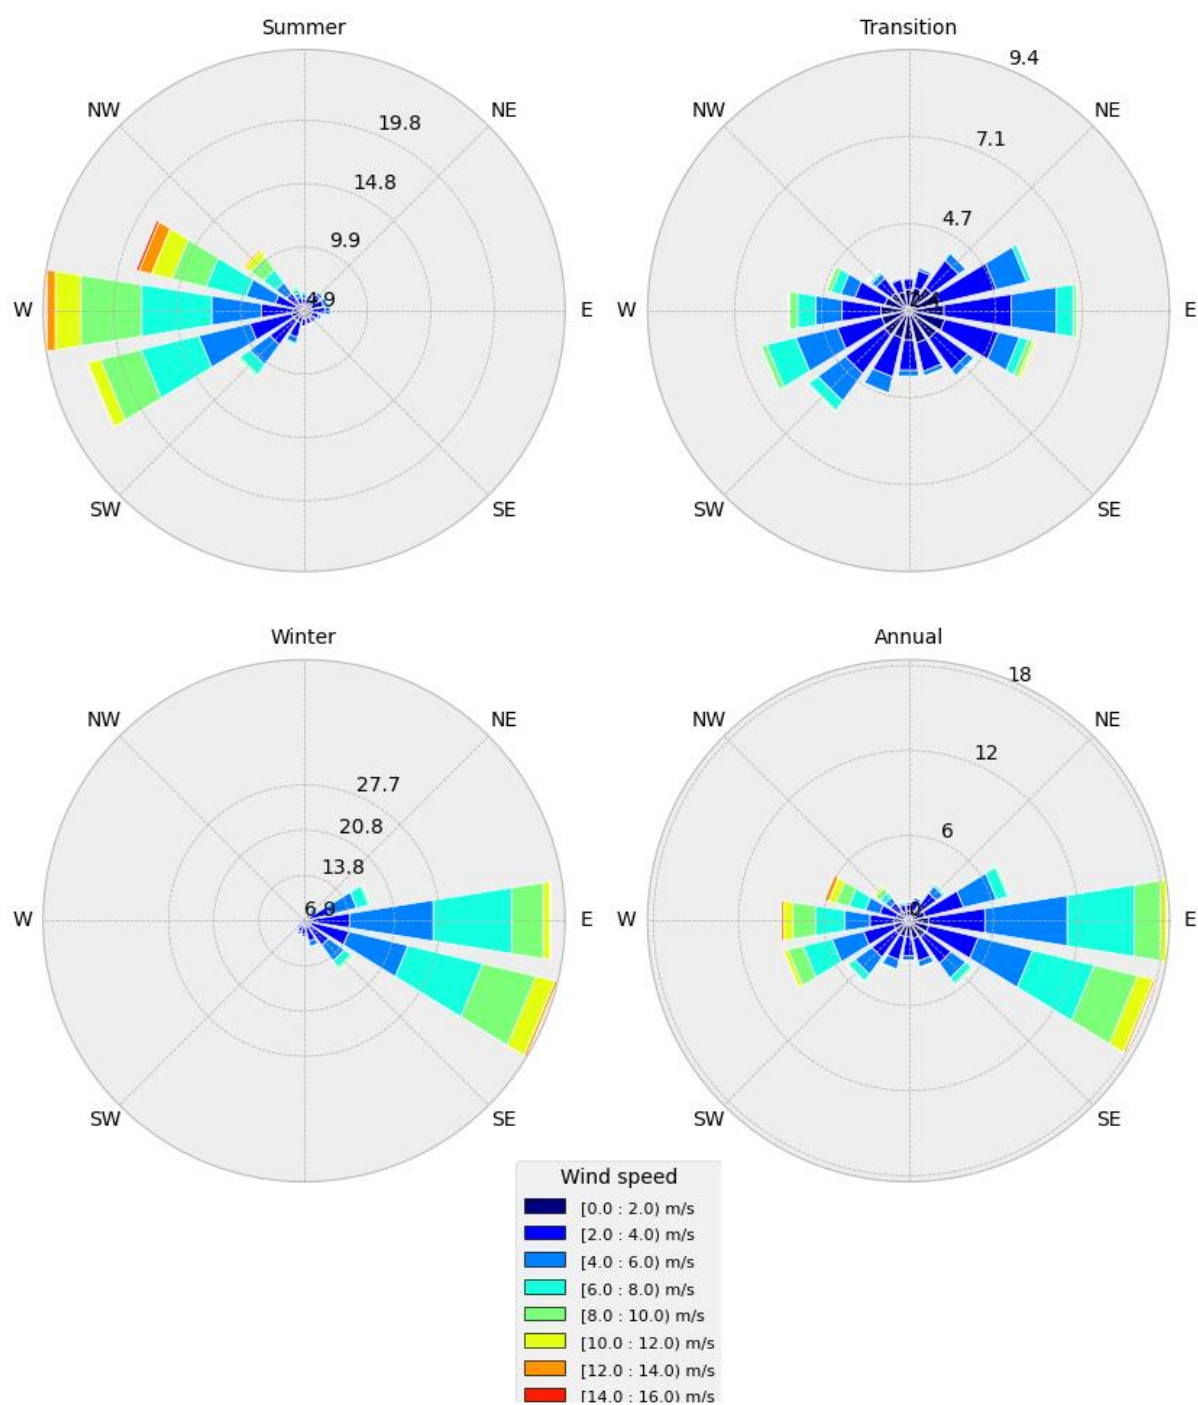 Summer
NW
NE
19.8
14.8
9.9
4.9
W
E
SW
SE
Transition
9.4
NW
NE
7.1
4.7
W
E
SW
SE
Winter
NW
NE
27.7
20.8
13.8
6.9
W
E
SW
SE
Annual
18
NW
NE
12
6
W
E
SW
SE
Wind speed
[0.0 : 2.0) m/s
[2.0 : 4.0) m/s
[4.0 : 6.0) m/s
[6.0 : 8.0) m/s
[8.0 : 10.0) m/s
[10.0 : 12.0) m/s
[12.0 : 14.0) m/s
[14.0 : 16.0) m/s